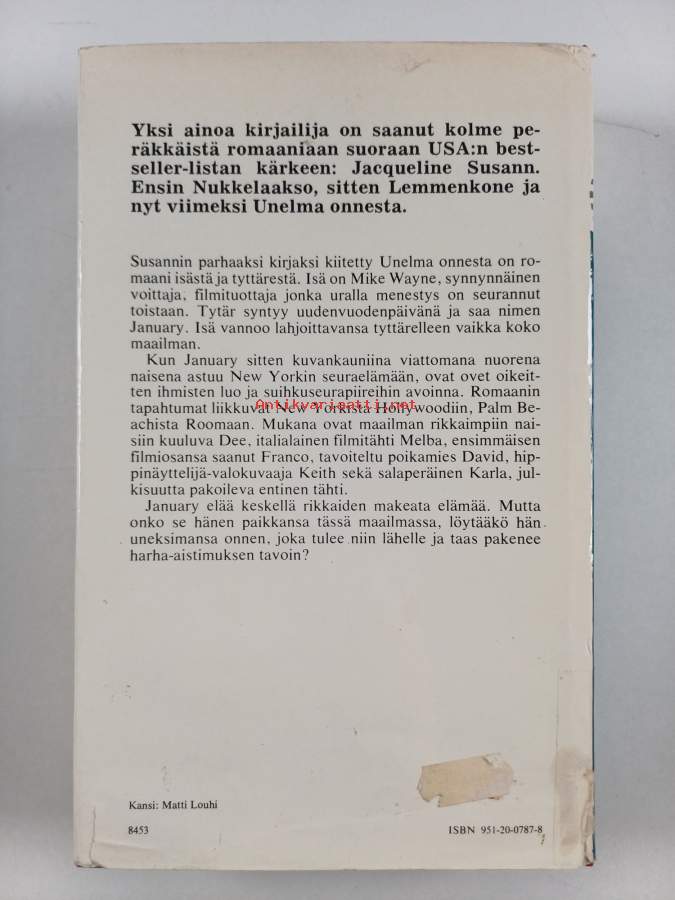 Yksi ainoa kirjailija on saanut kolme pe-
räkkäistä romaaniaan suoraan USA:n best-
seller-listan kärkeen: Jacqueline Susann.
Ensin Nukkelaakso, sitten Lemmenkone ja
nyt viimeksi Unelma onnesta.
Susannin parhaaksi kirjaksi kiitetty Unelma onnesta on ro-
maani isästä ja tyttärestä. Isä on Mike Wayne, synnynnäinen
voittaja, filmituottaja jonka uralla menestys on seurannut
toistaan. Tytär syntyy uudenvuodenpäivänä ja saa nimen
January. Isä vannoo lahjoittavansa tyttärelleen vaikka koko
maailman.
Kun January sitten kuvankauniina viattomana nuorena
naisena astuu New Yorkin seuraelämään, ovat ovet oikeit-
ten ihmisten luo ja suihkuseurapiireihin avoinna. Romaanin
tapahtumat liikkuvat New Yorkista Hollywoodiin, Palm Be-
achista Roomaan. Mukana ovat maailman rikkaimpiin nai-
siin kuuluva Dee, italialainen filmitähti Melba, ensimmäisen
filmiosansa saanut Franco, tavoiteltu poikamies David, hip-
pinäyttelijä-valokuvaaja Keith sekä salaperäinen Karla, jul-
kisuutta pakoileva entinen tähti.
January elää keskellä rikkaiden makeata elämää. Mutta
onko se hänen paikkansa tässä maailmassa, löytääkö hän
uneksimansa onnen, joka tulee niin lähelle ja taas pakenee
harha-aistimuksen tavoin?
Antikvariaatti.net
Kansi: Matti Louhi
8453
ISBN 951-20-0787-8